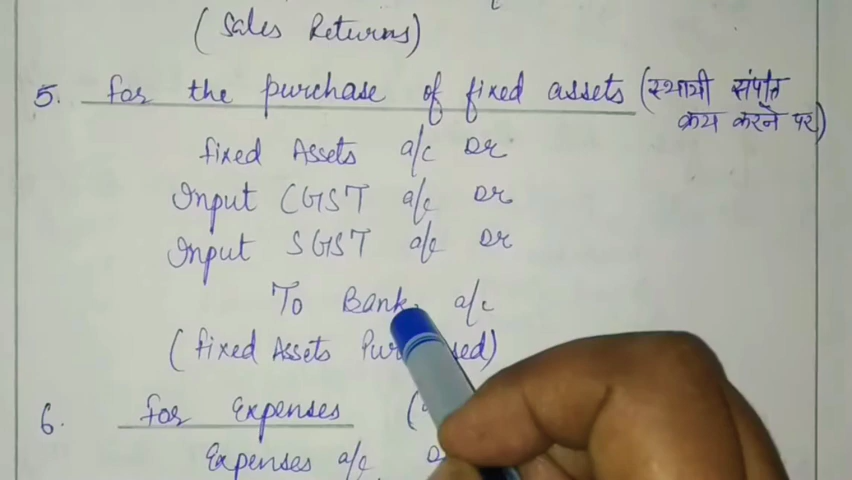 (Sales Returns)
5. for the purchase of fixed assets (स्थायी संपत्ति
क्रय करने पर)
fixed Assets a/c Dr
Input CGST a/c Dr
Input SGST a/c Dr
To Bank a/c
(fixed Assets
6. for Expenses
Expenses a/c